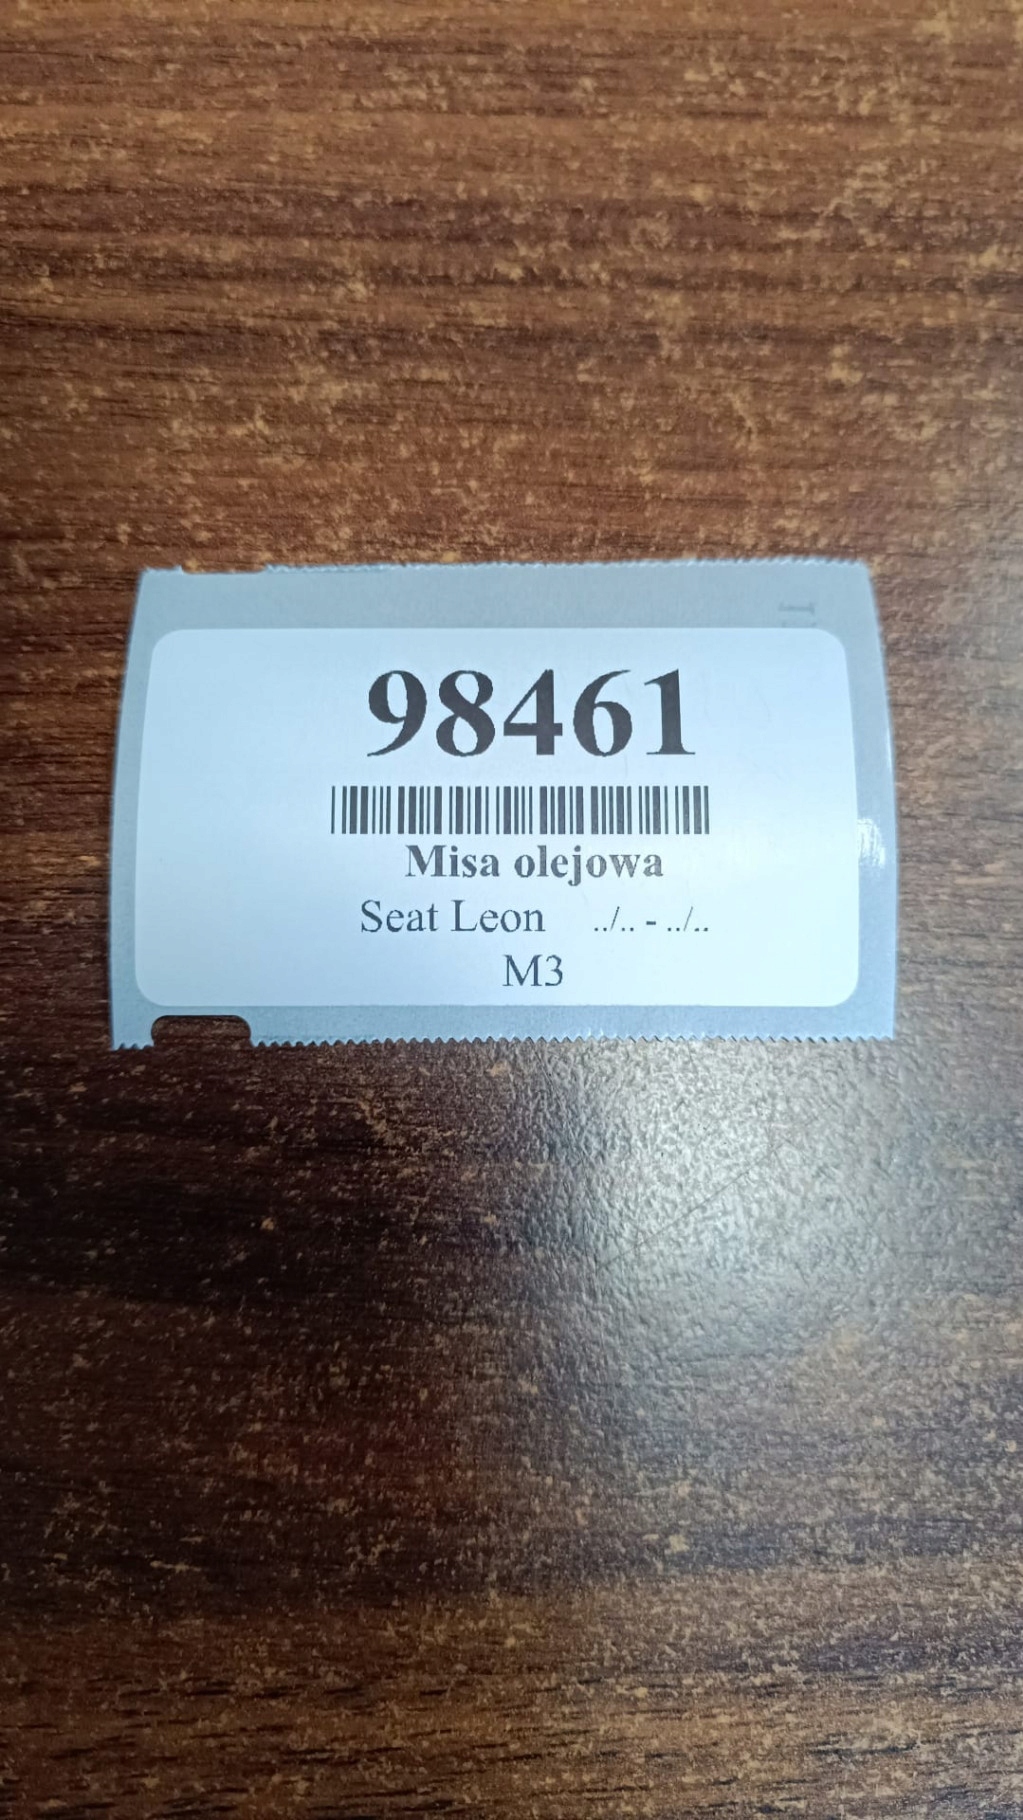 98461
Misa olejowa
Seat Leon ../.. - ../..
M3